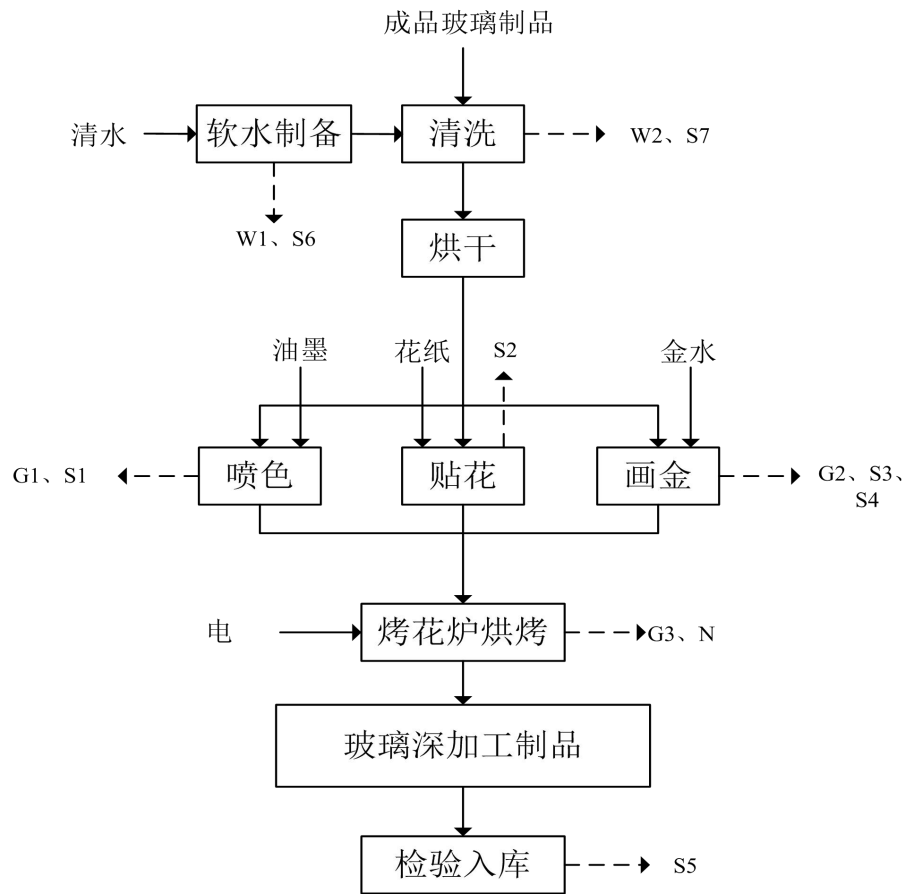 成品玻璃制品
清水
软水制备
清洗
W2、S7
W1、S6
烘干
油墨
花纸
S2
金水
G1、S1
喷色
贴花
画金
G2、S3、
S4
电
烤花炉烘烤
G3、N
玻璃深加工制品
检验入库
S5